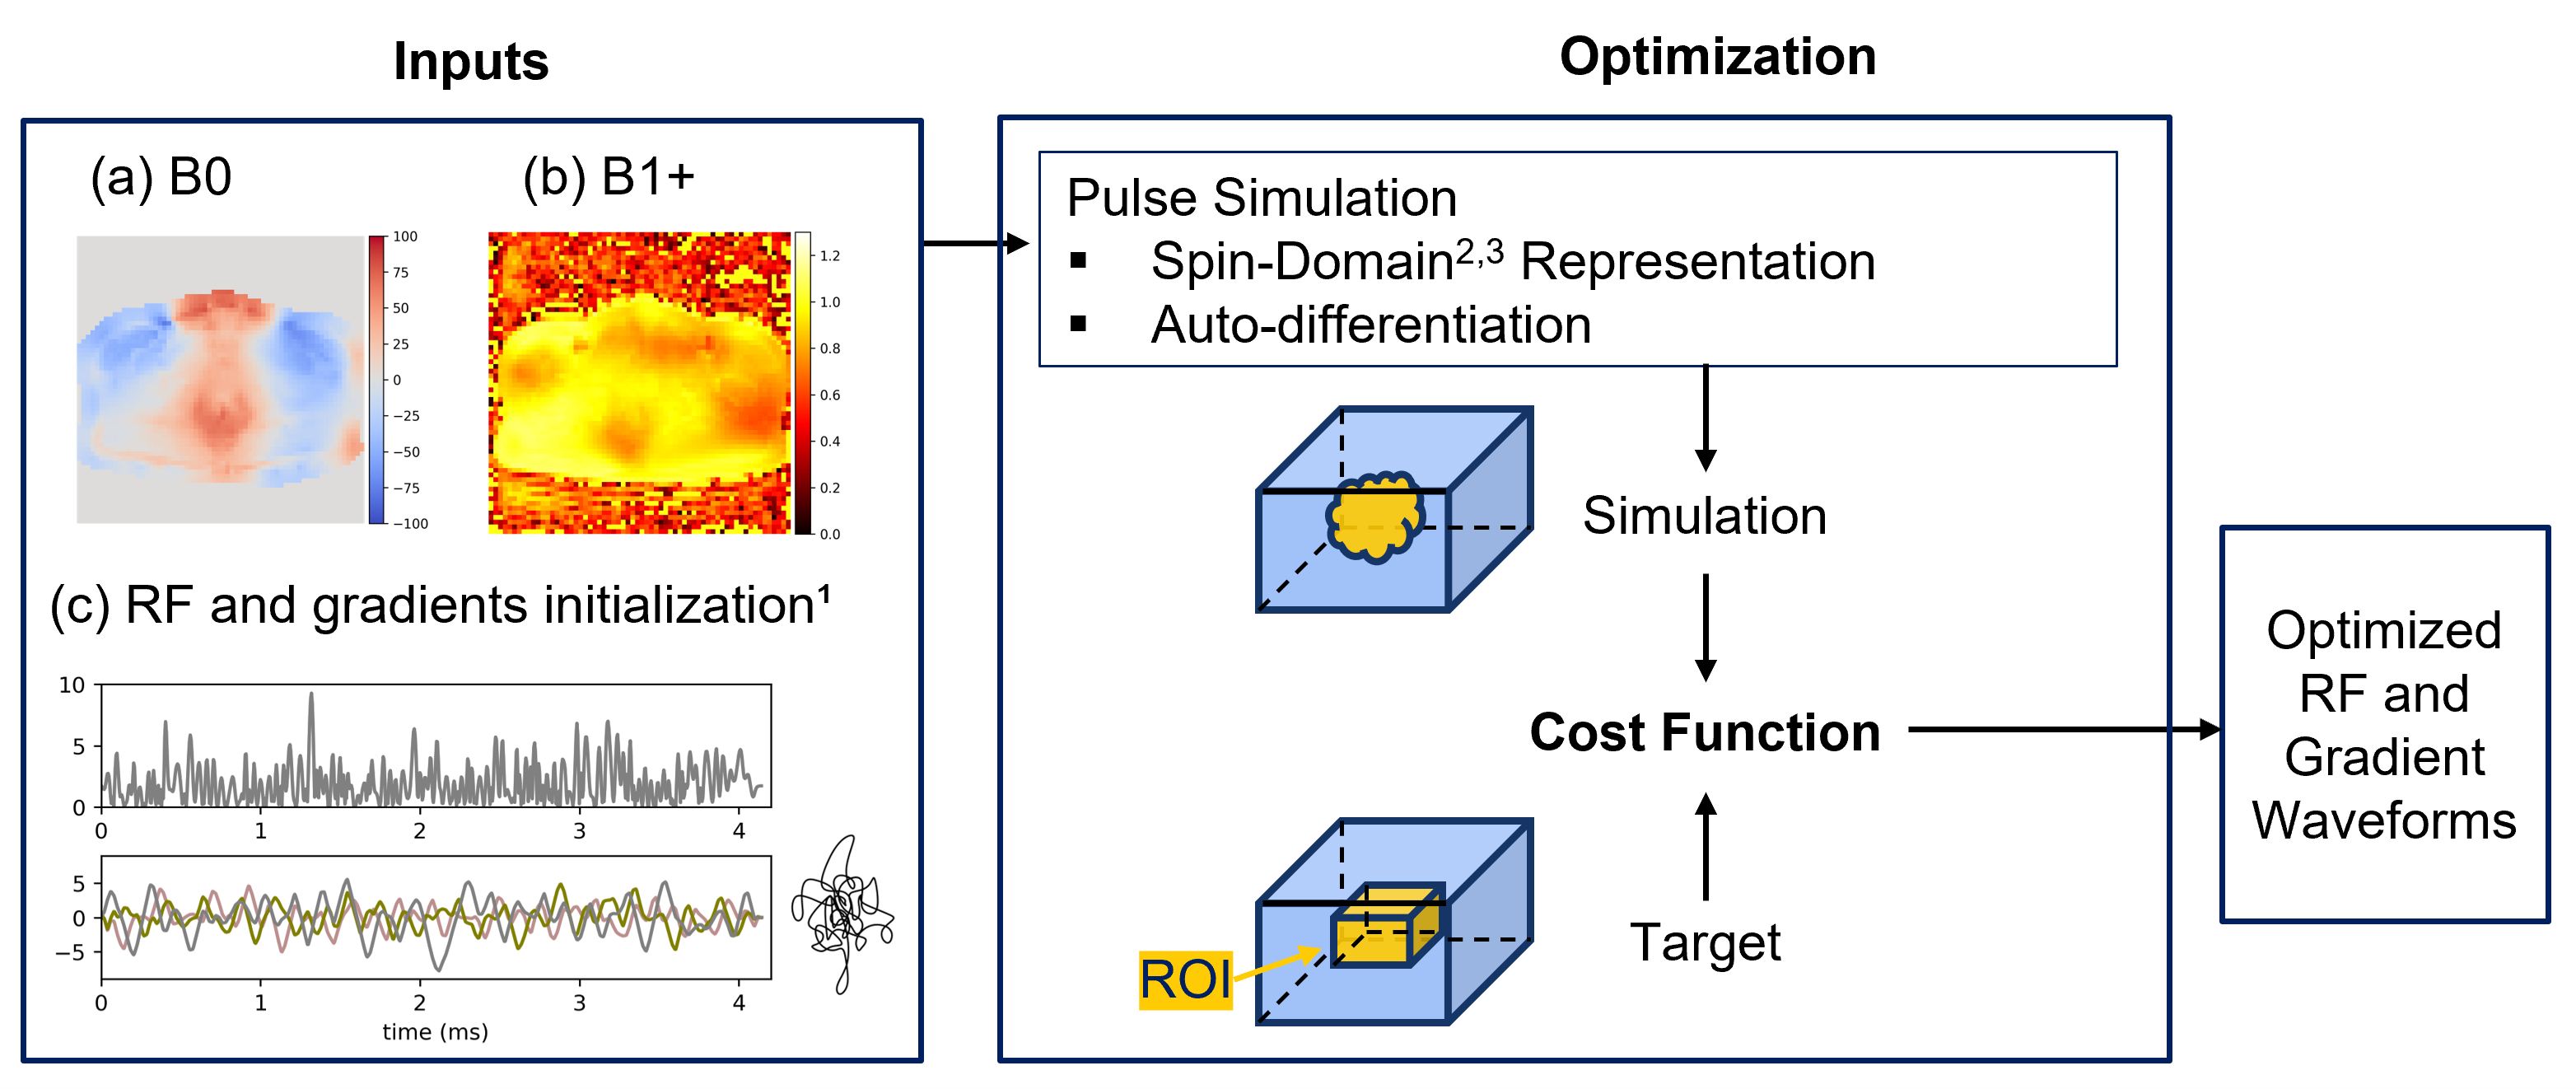 Inputs
Optimization
(a) B0
(b) B1+
100
75
50
25
0
−25
−50
−75
−100
1.2
1.0
0.8
0.6
0.4
0.2
0.0
(c) RF and gradients initialization¹
10
5
0
0 1 2 3 4
5
0
−5
0 1 2 3 4
time (ms)
Pulse Simulation
▪ Spin-Domain²,³ Representation
▪ Auto-differentiation
Simulation
Cost Function
Target
ROI
Optimized
RF and
Gradient
Waveforms